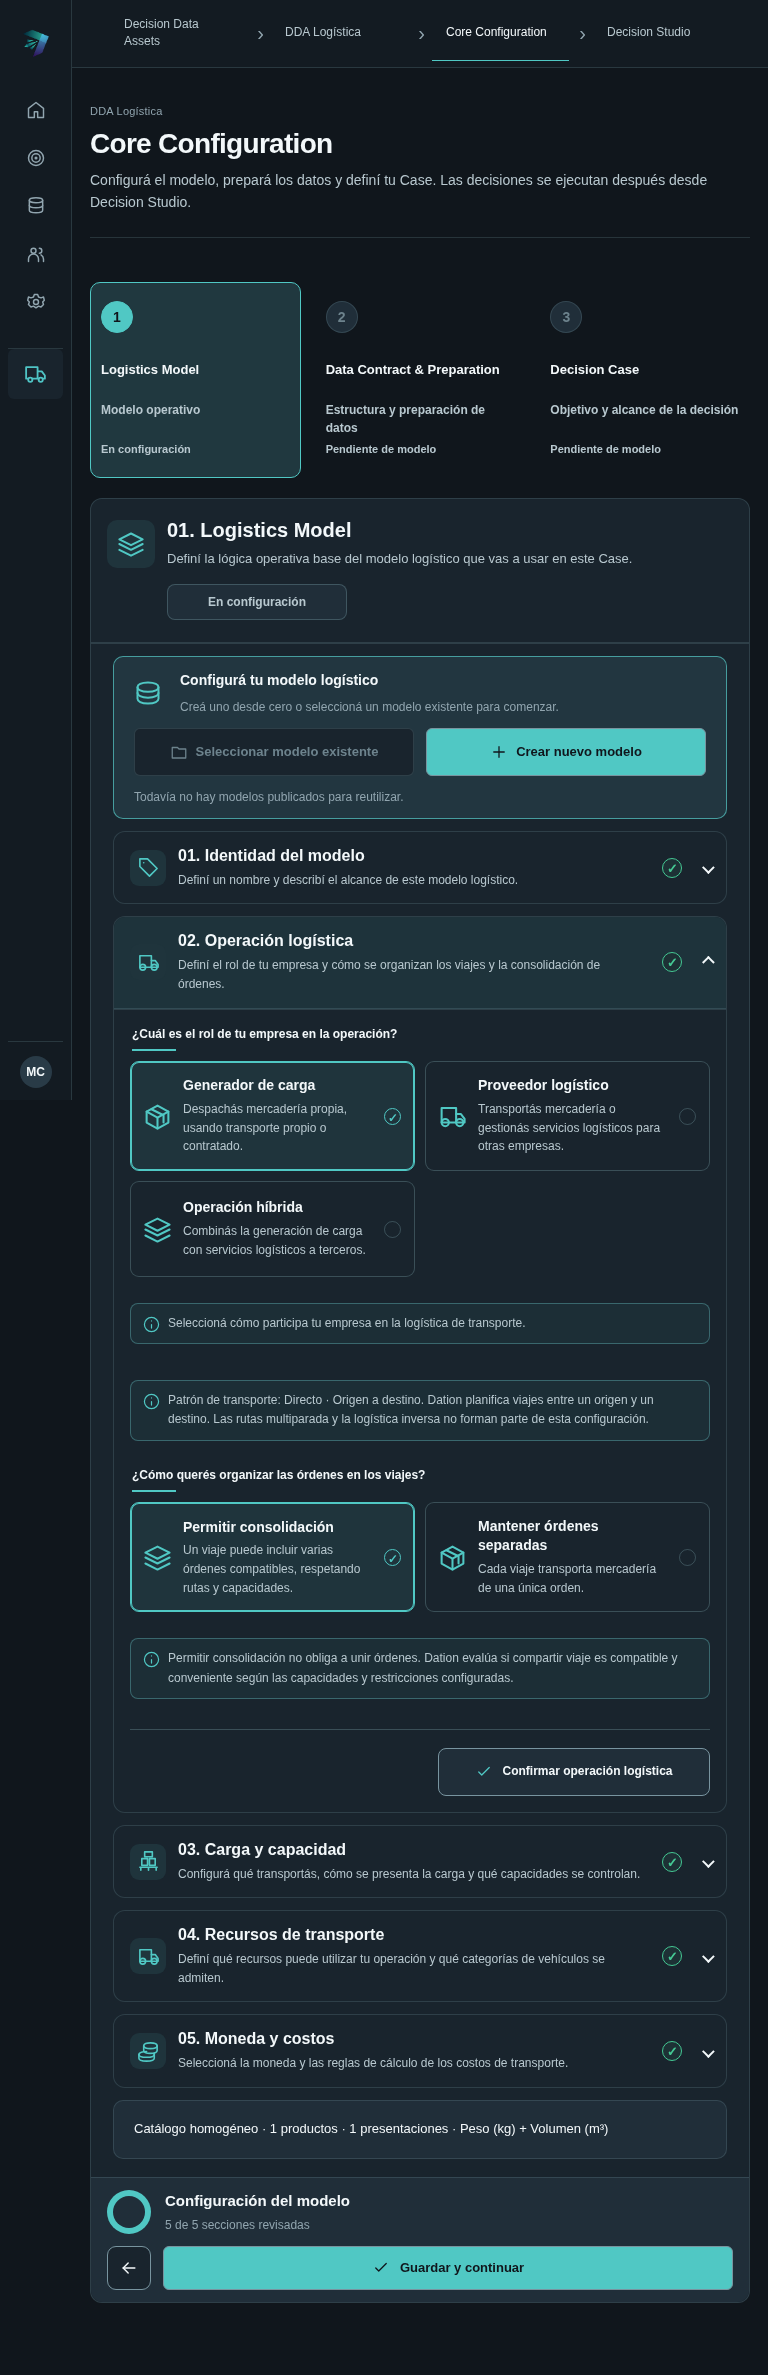 Decision Data
Assets
DDA Logística
Core Configuration
Decision Studio
DDA Logística
Core Configuration
Configurá el modelo, prepará los datos y definí tu Case. Las decisiones se ejecutan después desde
Decision Studio.
1
Logistics Model
Modelo operativo
En configuración
2
Data Contract & Preparation
Estructura y preparación de
datos
Pendiente de modelo
3
Decision Case
Objetivo y alcance de la decisión
Pendiente de modelo
01. Logistics Model
Definí la lógica operativa base del modelo logístico que vas a usar en este Case.
En configuración
Configurá tu modelo logístico
Creá uno desde cero o seleccioná un modelo existente para comenzar.
Seleccionar modelo existente
Crear nuevo modelo
Todavía no hay modelos publicados para reutilizar.
01. Identidad del modelo
Definí un nombre y describí el alcance de este modelo logístico.
02. Operación logística
Definí el rol de tu empresa y cómo se organizan los viajes y la consolidación de
órdenes.
¿Cuál es el rol de tu empresa en la operación?
Generador de carga
Despachás mercadería propia,
usando transporte propio o
contratado.
Proveedor logístico
Transportás mercadería o
gestionás servicios logísticos para
otras empresas.
Operación híbrida
Combinás la generación de carga
con servicios logísticos a terceros.
Seleccioná cómo participa tu empresa en la logística de transporte.
Patrón de transporte: Directo · Origen a destino. Dation planifica viajes entre un origen y un
destino. Las rutas multiparada y la logística inversa no forman parte de esta configuración.
¿Cómo querés organizar las órdenes en los viajes?
Permitir consolidación
Un viaje puede incluir varias
órdenes compatibles, respetando
rutas y capacidades.
Mantener órdenes
separadas
Cada viaje transporta mercadería
de una única orden.
Permitir consolidación no obliga a unir órdenes. Dation evalúa si compartir viaje es compatible y
conveniente según las capacidades y restricciones configuradas.
Confirmar operación logística
03. Carga y capacidad
Configurá qué transportás, cómo se presenta la carga y qué capacidades se controlan.
04. Recursos de transporte
Definí qué recursos puede utilizar tu operación y qué categorías de vehículos se
admiten.
05. Moneda y costos
Seleccioná la moneda y las reglas de cálculo de los costos de transporte.
Catálogo homogéneo · 1 productos · 1 presentaciones · Peso (kg) + Volumen (m³)
Configuración del modelo
5 de 5 secciones revisadas
Guardar y continuar
MC